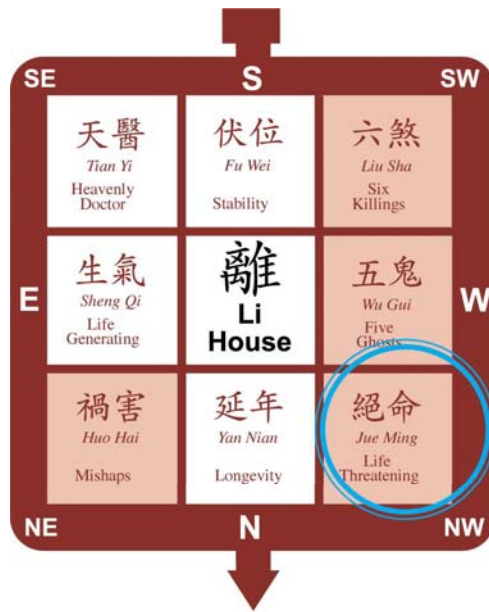 SE
S
SW
天醫
Tian Yi
Heavenly
Doctor
伏位
Fu Wei
Stability
六煞
Liu Sha
Six
Killings
E
生氣
Sheng Qi
Life
Generating
離
Li
House
五鬼
Wu Gui
Five
Ghosts
W
禍害
Huo Hai
Mishaps
延年
Yan Nian
Longevity
絕命
Jue Ming
Life
Threatening
NE
N
NW